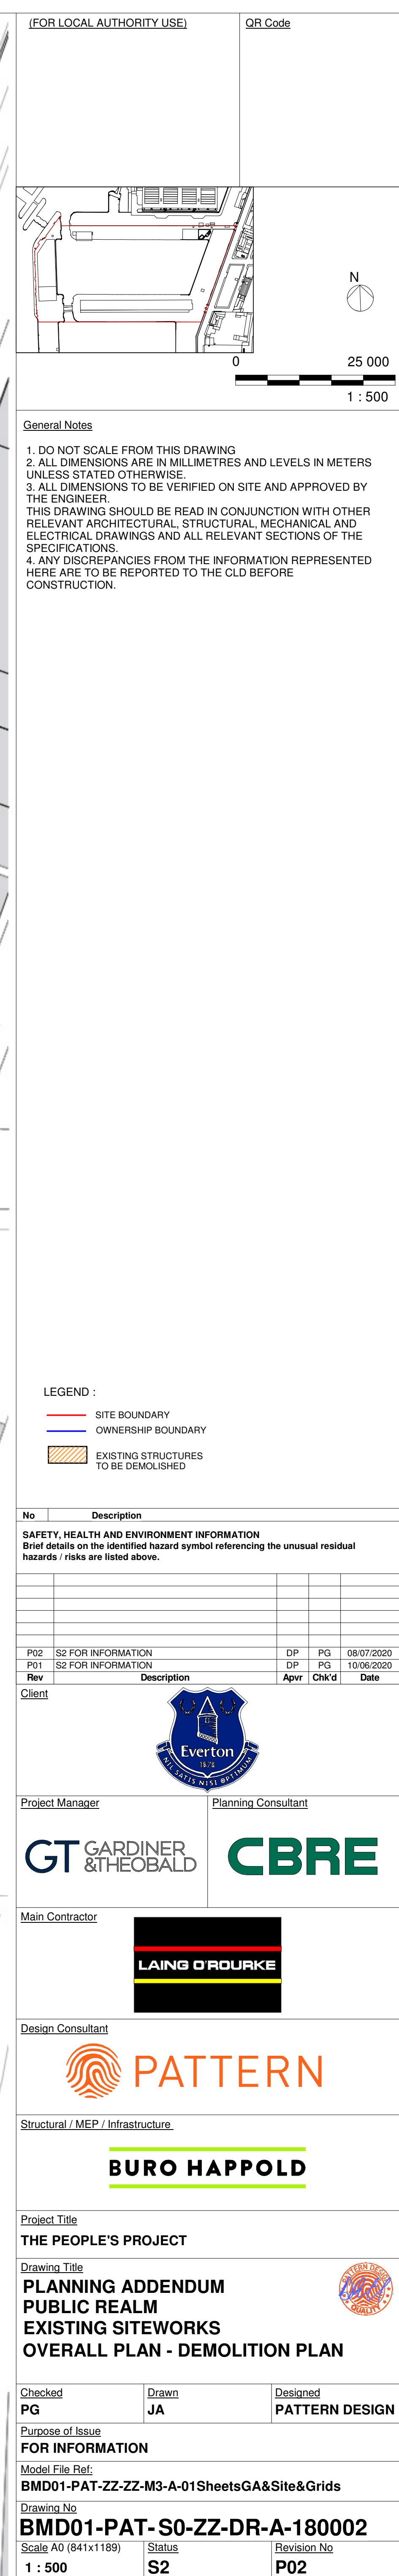 (FOR LOCAL AUTHORITY USE)
QR Code
N
0 25 000
1 : 500
General Notes
1. DO NOT SCALE FROM THIS DRAWING
2. ALL DIMENSIONS ARE IN MILLIMETRES AND LEVELS IN METERS
UNLESS STATED OTHERWISE.
3. ALL DIMENSIONS TO BE VERIFIED ON SITE AND APPROVED BY
THE ENGINEER.
THIS DRAWING SHOULD BE READ IN CONJUNCTION WITH OTHER
RELEVANT ARCHITECTURAL, STRUCTURAL, MECHANICAL AND
ELECTRICAL DRAWINGS AND ALL RELEVANT SECTIONS OF THE
SPECIFICATIONS.
4. ANY DISCREPANCIES FROM THE INFORMATION REPRESENTED
HERE ARE TO BE REPORTED TO THE CLD BEFORE
CONSTRUCTION.
LEGEND :
SITE BOUNDARY
OWNERSHIP BOUNDARY
EXISTING STRUCTURES
TO BE DEMOLISHED
No Description
SAFETY, HEALTH AND ENVIRONMENT INFORMATION
Brief details on the identified hazard symbol referencing the unusual residual
hazards / risks are listed above.
P02 S2 FOR INFORMATION DP PG 08/07/2020
P01 S2 FOR INFORMATION DP PG 10/06/2020
Rev Description Apvr Chk'd Date
Client
Everton
1878
NIL SATIS NISI OPTIMUM
Project Manager
GT GARDINER
&THEOBALD
Planning Consultant
CBRE
Main Contractor
LAING O'ROURKE
Design Consultant
PATTERN
Structural / MEP / Infrastructure
BURO HAPPOLD
Project Title
THE PEOPLE'S PROJECT
Drawing Title
PLANNING ADDENDUM
PUBLIC REALM
EXISTING SITEWORKS
OVERALL PLAN - DEMOLITION PLAN
PATTERN DESIGN
QUALITY
Checked
PG
Drawn
JA
Designed
PATTERN DESIGN
Purpose of Issue
FOR INFORMATION
Model File Ref:
BMD01-PAT-ZZ-ZZ-M3-A-01SheetsGA&Site&Grids
Drawing No
BMD01-PAT-S0-ZZ-DR-A-180002
Scale A0 (841x1189)
1 : 500
Status
S2
Revision No
P02